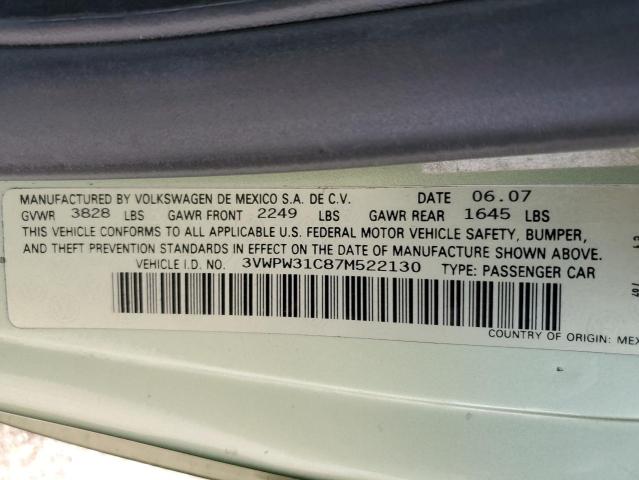 MANUFACTURED BY VOLKSWAGEN DE MEXICO S.A. DE C.V. DATE 06.07
GVWR 3828 LBS GAWR FRONT 2249 LBS GAWR REAR 1645 LBS
THIS VEHICLE CONFORMS TO ALL APPLICABLE U.S. FEDERAL MOTOR VEHICLE SAFETY, BUMPER,
AND THEFT PREVENTION STANDARDS IN EFFECT ON THE DATE OF MANUFACTURE SHOWN ABOVE.
VEHICLE I.D. NO. 3VWPW31C87M522130 TYPE: PASSENGER CAR
COUNTRY OF ORIGIN: MEX